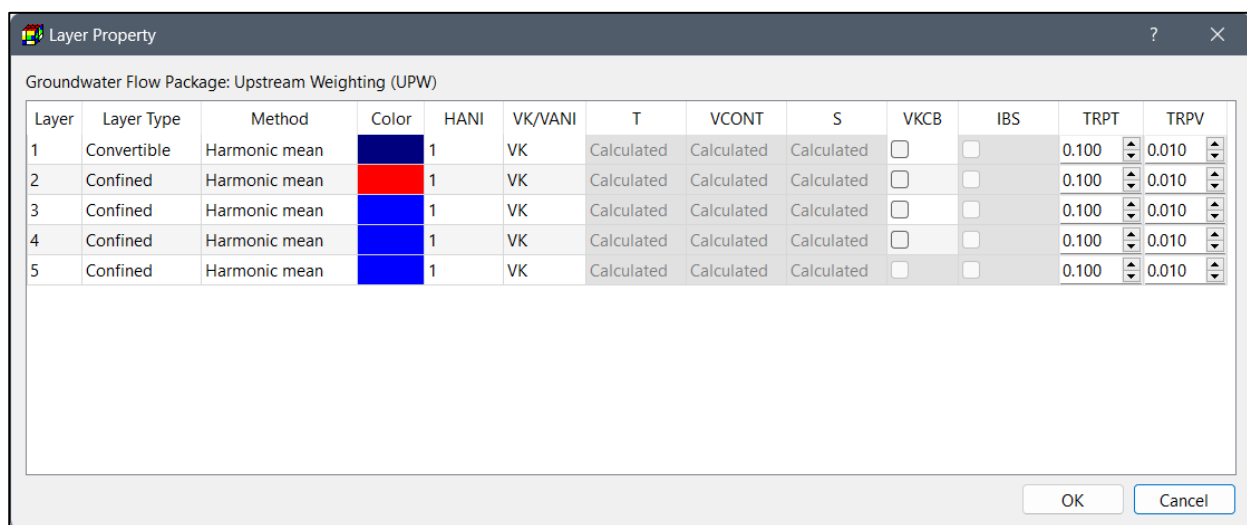 Layer Property ?
Groundwater Flow Package: Upstream Weighting (UPW)
Layer Layer Type Method Color HANI VK/VANI T VCONT S VKCB IBS TRPT TRPV
1 Convertible Harmonic mean 1 VK Calculated Calculated Calculated 0.100 0.010
2 Confined Harmonic mean 1 VK Calculated Calculated Calculated 0.100 0.010
3 Confined Harmonic mean 1 VK Calculated Calculated Calculated 0.100 0.010
4 Confined Harmonic mean 1 VK Calculated Calculated Calculated 0.100 0.010
5 Confined Harmonic mean 1 VK Calculated Calculated Calculated 0.100 0.010
OK Cancel